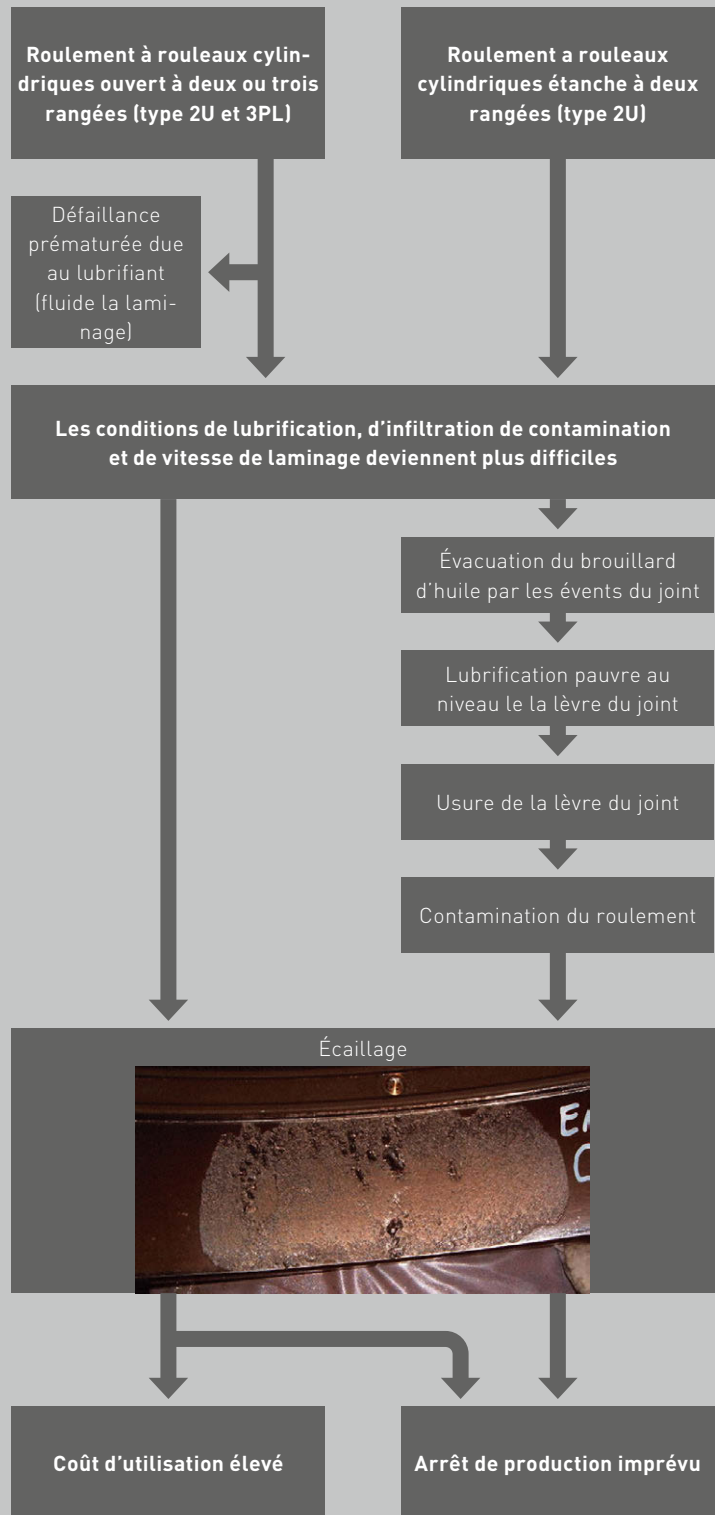 Roulement à rouleaux cylin-
driques ouvert à deux ou trois
rangées (type 2U et 3PL)
Roulement a rouleaux
cylindriques étanche à deux
rangées (type 2U)
Défaillance
prématurée due
au lubrifiant
(fluide la lami-
nage)
Les conditions de lubrification, d'infiltration de contamination
et de vitesse de laminage deviennent plus difficiles
Évacuation du brouillard
d'huile par les évents du joint
Lubrification pauvre au
niveau le la lèvre du joint
Usure de la lèvre du joint
Contamination du roulement
Écaillage
Coût d'utilisation élevé
Arrêt de production imprévu